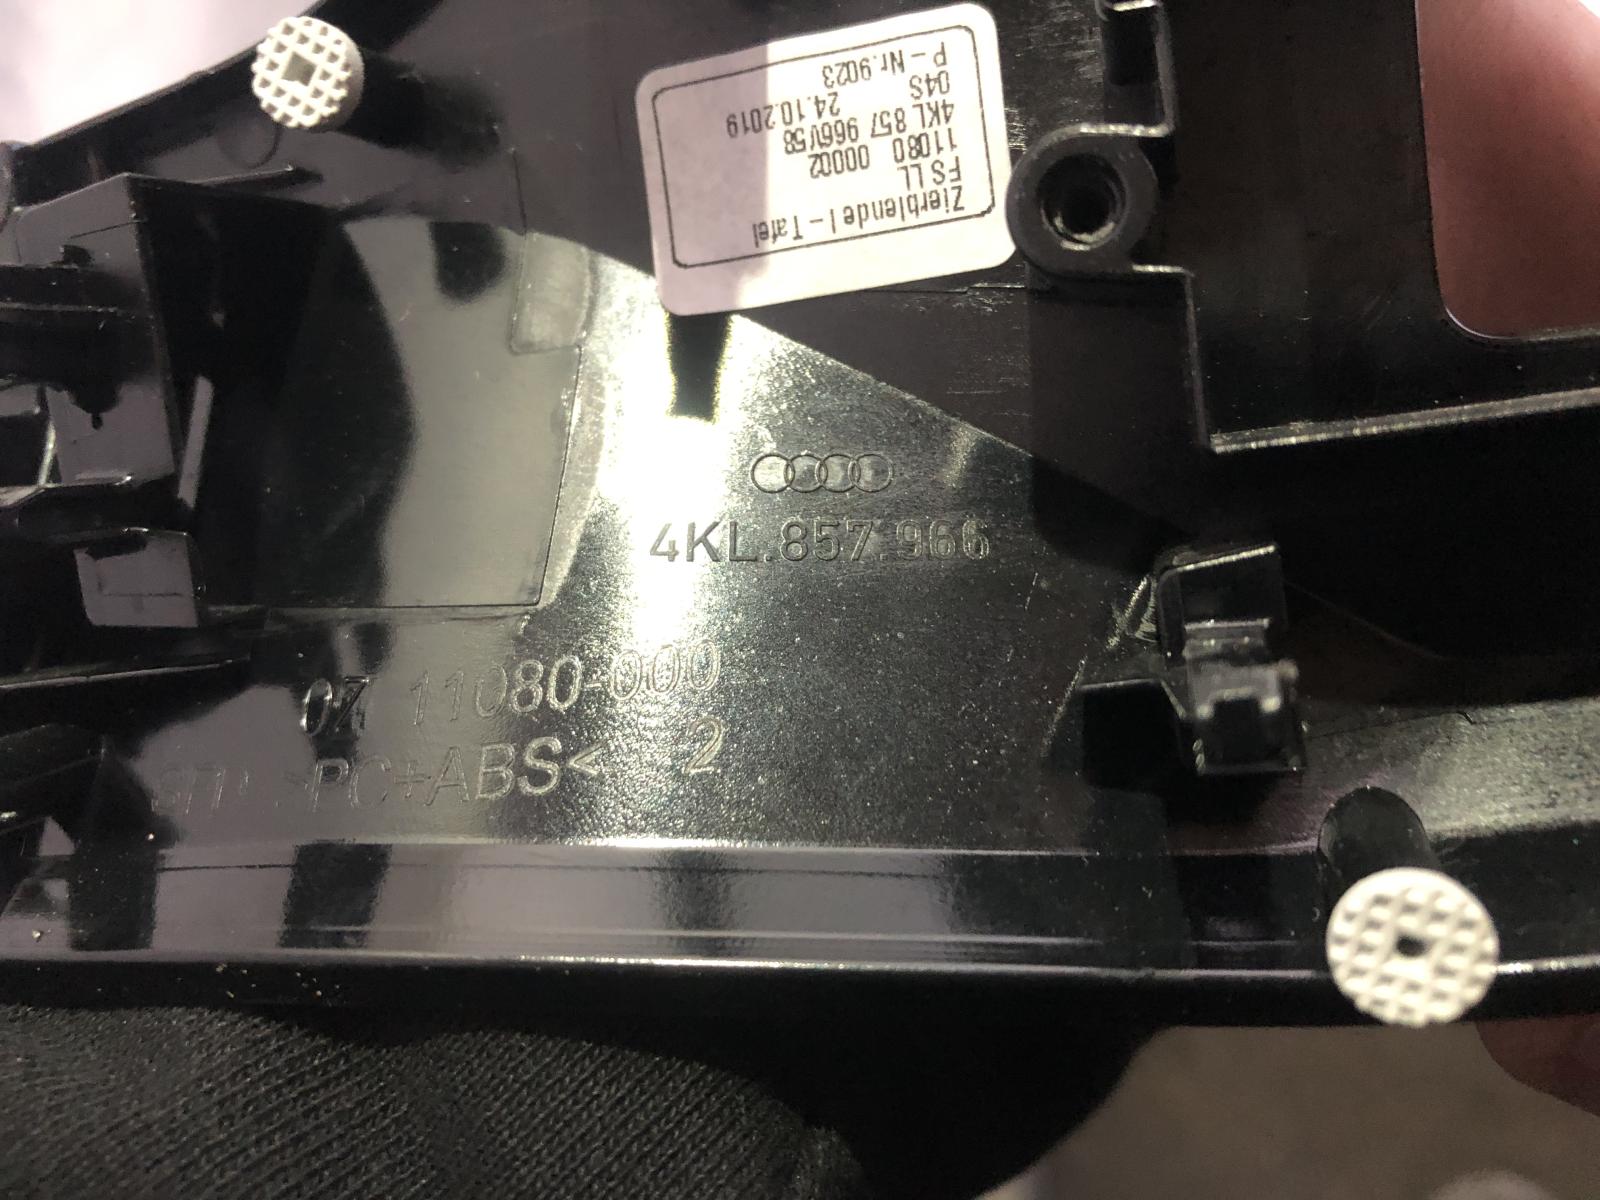 Zierblende I-Tafel
FS LL
11080 00002
4KL 857 966V58
04S 24.10.2019
P-Nr.9023
4KL.857.966
07 11080-000
>PC+ABS< 2